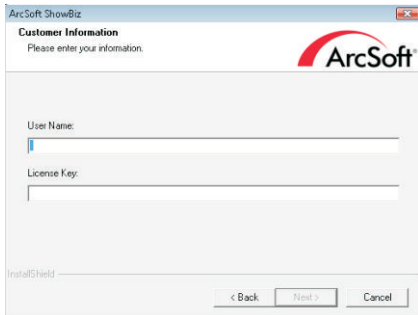 ArcSoft ShowBiz
Customer Information
Please enter your information.
ArcSoft
User Name:
License Key:
InstallShield
< Back
Next >
Cancel